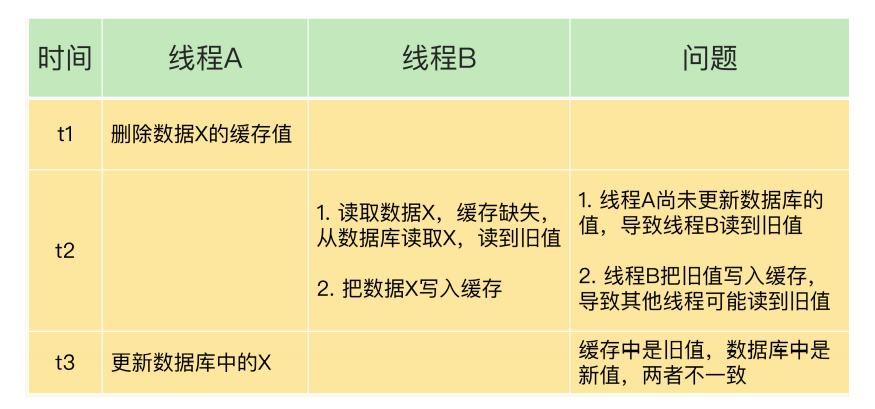 时间 线程A 线程B 问题
t1 删除数据X的缓存值
t2
1. 读取数据X，缓存缺失，
从数据库读取X，读到旧值
2. 把数据X写入缓存
1. 线程A尚未更新数据库的
值，导致线程B读到旧值
2. 线程B把旧值写入缓存，
导致其他线程可能读到旧值
t3 更新数据库中的X
缓存中是旧值，数据库中是
新值，两者不一致